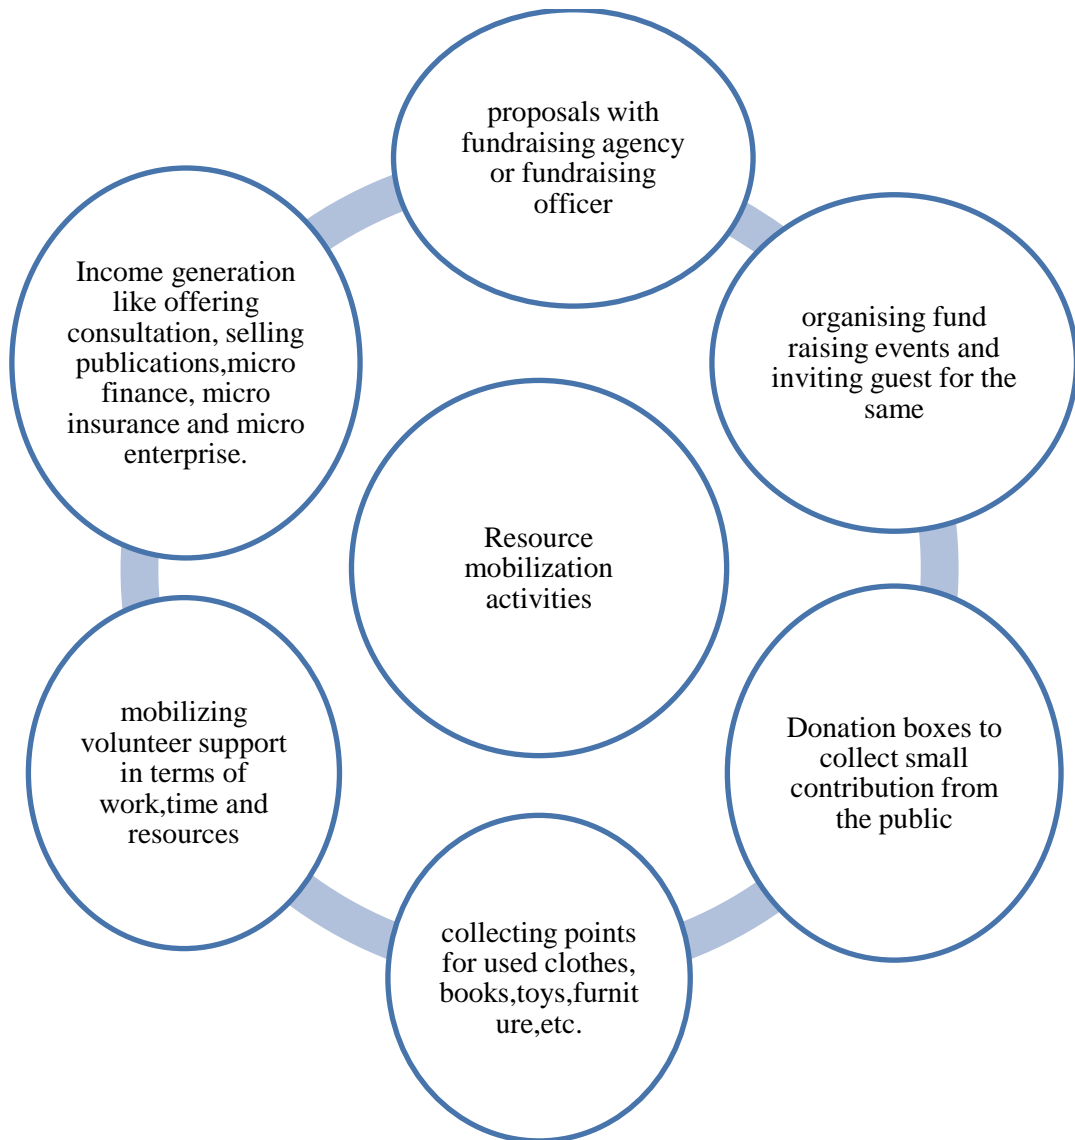 proposals with
fundraising agency
or fundraising
officer
organising fund
raising events and
inviting guest for the
same
Donation boxes to
collect small
contribution from
the public
collecting points
for used clothes,
books,toys,furnit
ure,etc.
mobilizing
volunteer support
in terms of
work,time and
resources
Income generation
like offering
consultation, selling
publications,micro
finance, micro
insurance and micro
enterprise.
Resource
mobilization
activities